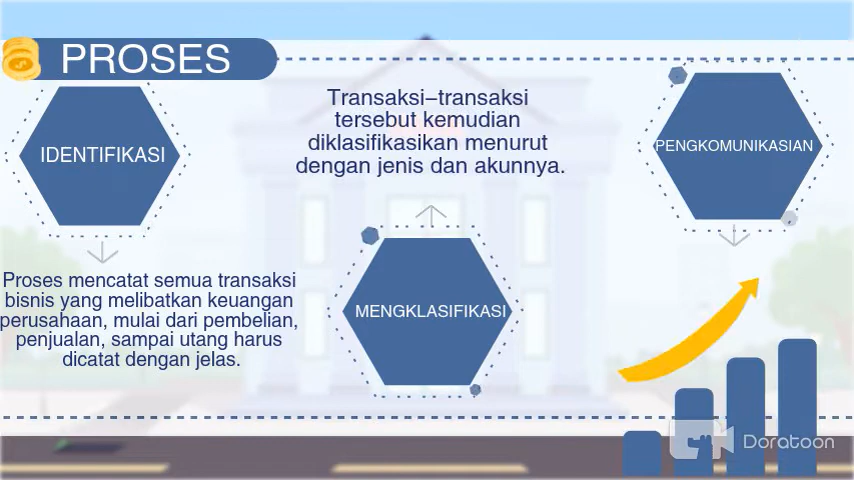 PROSES
IDENTIFIKASI
Proses mencatat semua transaksi
bisnis yang melibatkan keuangan
perusahaan, mulai dari pembelian,
penjualan, sampai utang harus
dicatat dengan jelas.
Transaksi–transaksi
tersebut kemudian
diklasifikasikan menurut
dengan jenis dan akunnya.
MENGKLASIFIKASI
PENGKOMUNIKASIAN
Doratoon